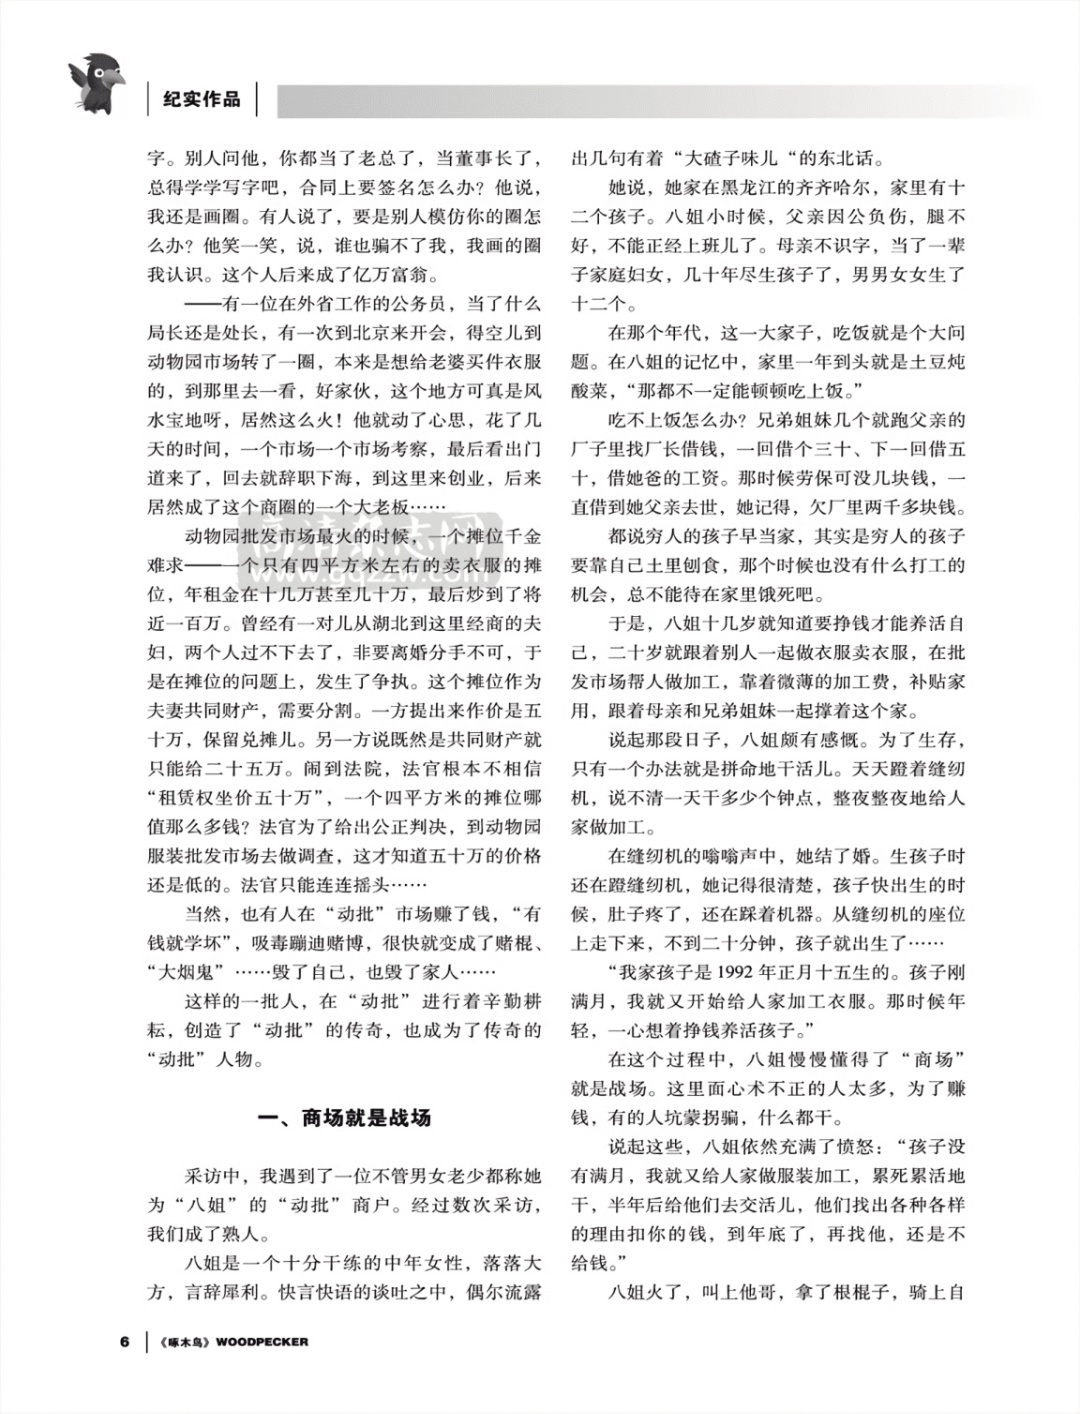 纪实作品
字。别人问他，你都当了老总了，当董事长了，
总得学学写字吧，合同上要签名怎么办？他说，
我还是画圈。有人说了，要是别人模仿你的圈怎
么办？他笑一笑，说，谁也骗不了我，我画的圈
我认识。这个人后来成了亿万富翁。
——有一位在外省工作的公务员，当了什么
局长还是处长，有一次到北京来开会，得空儿到
动物园市场转了一圈，本来是想给老婆买件衣服
的，到那里去一看，好家伙，这个地方可真是风
水宝地呀，居然这么火！他就动了心思，花了几
天的时间，一个市场一个市场考察，最后看出门
道来了，回去就辞职下海，到这里来创业，后来
居然成了这个商圈的一个大老板……
动物园批发市场最火的时候，一个摊位千金
难求——一个只有四平方米左右的卖衣服的摊
位，年租金在十几万甚至几十万，最后炒到了将
近一百万。曾经有一对儿从湖北到这里经商的夫
妇，两个人过不下去了，非要离婚分手不可，于
是在摊位的问题上，发生了争执。这个摊位作为
夫妻共同财产，需要分割。一方提出来作价是五
十万，保留兑摊儿。另一方说既然是共同财产就
只能给二十五万。闹到法院，法官根本不相信
“租赁权坐价五十万”，一个四平方米的摊位哪
值那么多钱？法官为了给出公正判决，到动物园
服装批发市场去做调查，这才知道五十万的价格
还是低的。法官只能连连摇头……
当然，也有人在“动批”市场赚了钱，“有
钱就学坏”，吸毒蹦迪赌博，很快就变成了赌棍、
“大烟鬼”……毁了自己，也毁了家人……
这样的一批人，在“动批”进行着辛勤耕
耘，创造了“动批”的传奇，也成为了传奇的
“动批”人物。
一、商场就是战场
采访中，我遇到了一位不管男女老少都称她
为“八姐”的“动批”商户。经过数次采访，
我们成了熟人。
八姐是一个十分干练的中年女性，落落大
方，言辞犀利。快言快语的谈吐之中，偶尔流露
出几句有着“大碴子味儿“的东北话。
她说，她家在黑龙江的齐齐哈尔，家里有十
二个孩子。八姐小时候，父亲因公负伤，腿不
好，不能正经上班儿了。母亲不识字，当了一辈
子家庭妇女，几十年尽生孩子了，男男女女生了
十二个。
在那个年代，这一大家子，吃饭就是个大问
题。在八姐的记忆中，家里一年到头就是土豆炖
酸菜，“那都不一定能顿顿吃上饭。”
吃不上饭怎么办？兄弟姐妹几个就跑父亲的
厂子里找厂长借钱，一回借个三十、下一回借五
十，借她爸的工资。那时候劳保可没几块钱，一
直借到她父亲去世，她记得，欠厂里两千多块钱。
都说穷人的孩子早当家，其实是穷人的孩子
要靠自己土里刨食，那个时候也没有什么打工的
机会，总不能待在家里饿死吧。
于是，八姐十几岁就知道要挣钱才能养活自
己，二十岁就跟着别人一起做衣服卖衣服，在批
发市场帮人做加工，靠着微薄的加工费，补贴家
用，跟着母亲和兄弟姐妹一起撑着这个家。
说起那段日子，八姐颇有感慨。为了生存，
只有一个办法就是拼命地干活儿。天天蹬着缝纫
机，说不清一天干多少个钟点，整夜整夜地给人
家做加工。
在缝纫机的嗡嗡声中，她结了婚。生孩子时
还在蹬缝纫机，她记得很清楚，孩子快出生的时
候，肚子疼了，还在踩着机器。从缝纫机的座位
上走下来，不到二十分钟，孩子就出生了……
“我家孩子是 1992 年正月十五生的。孩子刚
满月，我就又开始给人家加工衣服。那时候年
轻，一心想着挣钱养活孩子。”
在这个过程中，八姐慢慢懂得了“商场”
就是战场。这里面心术不正的人太多，为了赚
钱，有的人坑蒙拐骗，什么都干。
说起这些，八姐依然充满了愤怒：“孩子没
有满月，我就又给人家做服装加工，累死累活地
干，半年后给他们去交活儿，他们找出各种各样
的理由扣你的钱，到年底了，再找他，还是不
给钱。”
八姐火了，叫上他哥，拿了根棍子，骑上自
高清杂志网
www.gqzzw.com
6 《啄木鸟》WOODPECKER